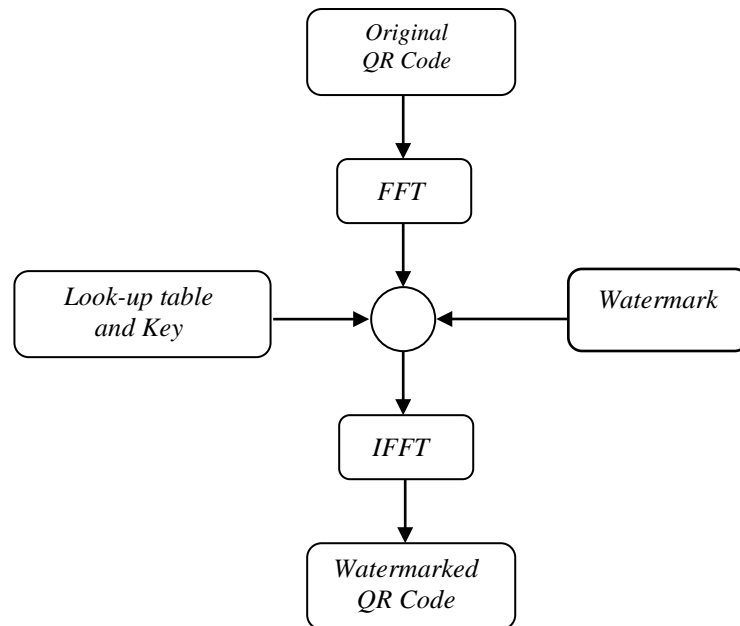 Original
QR Code
FFT
Look-up table
and Key
Watermark
IFFT
Watermarked
QR Code